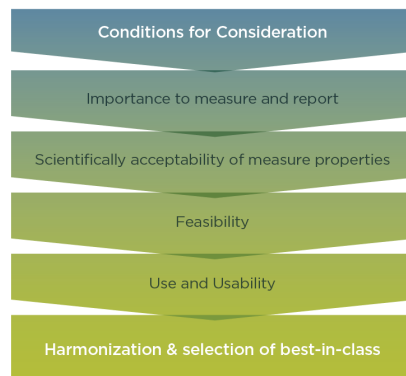 Conditions for Consideration
Importance to measure and report
Scientifically acceptability of measure properties
Feasibility
Use and Usability
Harmonization & selection of best-in-class